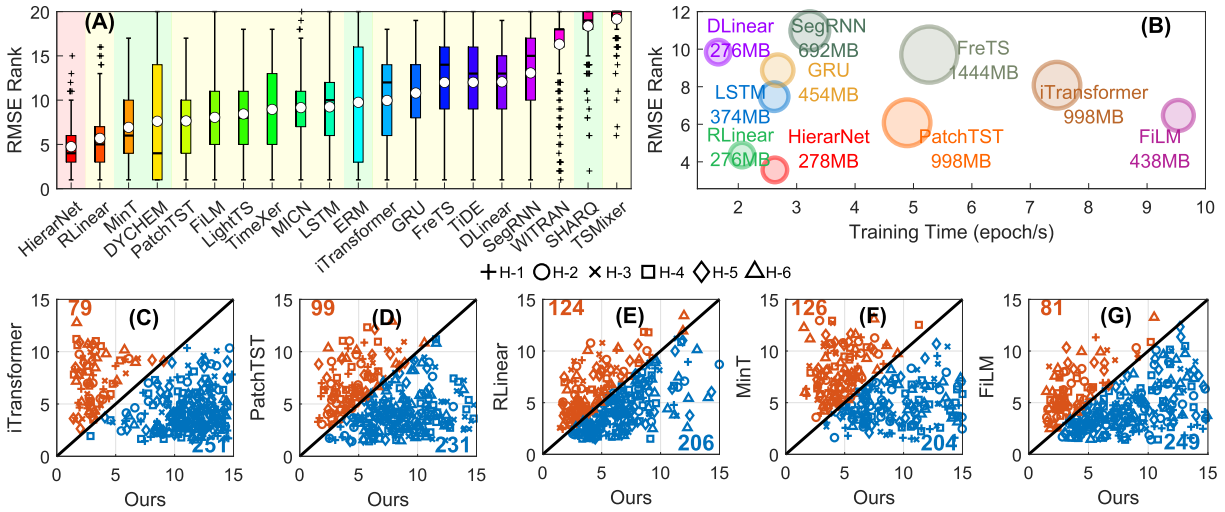 (A)
RMSE Rank
20
15
10
5
0
HierarNet
RLinear
MinT
DYCHEM
PatchTST
FiLM
LightTS
TimeXer
MICN
LSTM
ERM
iTransformer
GRU
FreTS
TiDE
DLinear
SegRNN
WITRAN
SHARQ
TSMixer
(B)
RMSE Rank
12
10
8
6
4
DLinear
276MB
SegRNN
692MB
FreTS
1444MB
GRU
454MB
LSTM
374MB
iTransformer
998MB
RLinear
276MB
HierarNet
278MB
PatchTST
998MB
FiLM
438MB
2 3 4 5 6 7 8 9 10
Training Time (epoch/s)
H-1 H-2 H-3 H-4 H-5 H-6
(C)
iTransformer
15
10
5
0
79
251
0 5 10 15
Ours
(D)
PatchTST
15
10
5
0
99
231
0 5 10 15
Ours
(E)
RLinear
15
10
5
0
124
206
0 5 10 15
Ours
(F)
MinT
15
10
5
0
126
204
0 5 10 15
Ours
(G)
FiLM
15
10
5
0
81
249
0 5 10 15
Ours